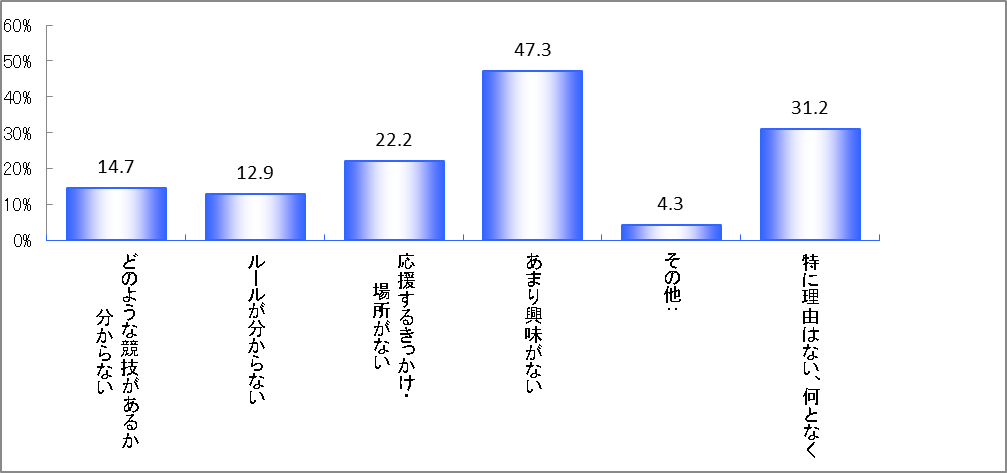 60%
50%
40%
30%
20%
10%
0%
14.7
12.9
22.2
47.3
4.3
31.2
どのような競技があるか
分からない
ルールが分からない
応援するきっかけ・
場所がない
あまり興味がない
その他:
特に理由はない、何となく